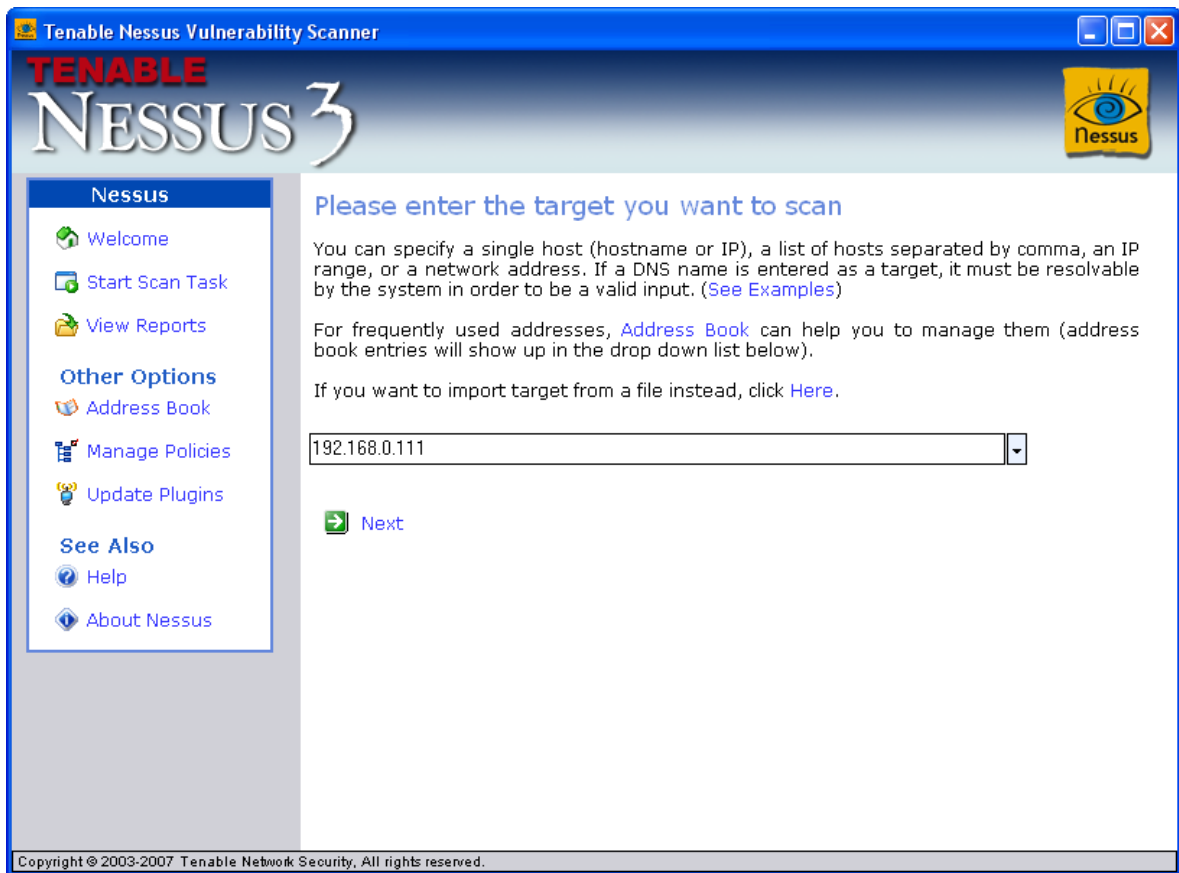 Tenable Nessus Vulnerability Scanner
TENABLE
NESSUS 3
Nessus
Nessus
Welcome
Start Scan Task
View Reports
Other Options
Address Book
Manage Policies
Update Plugins
See Also
Help
About Nessus
Please enter the target you want to scan
You can specify a single host (hostname or IP), a list of hosts separated by comma, an IP
range, or a network address. If a DNS name is entered as a target, it must be resolvable
by the system in order to be a valid input. (See Examples)
For frequently used addresses, Address Book can help you to manage them (address
book entries will show up in the drop down list below).
If you want to import target from a file instead, click Here.
192.168.0.111
Next
Copyright © 2003-2007 Tenable Network Security, All rights reserved.